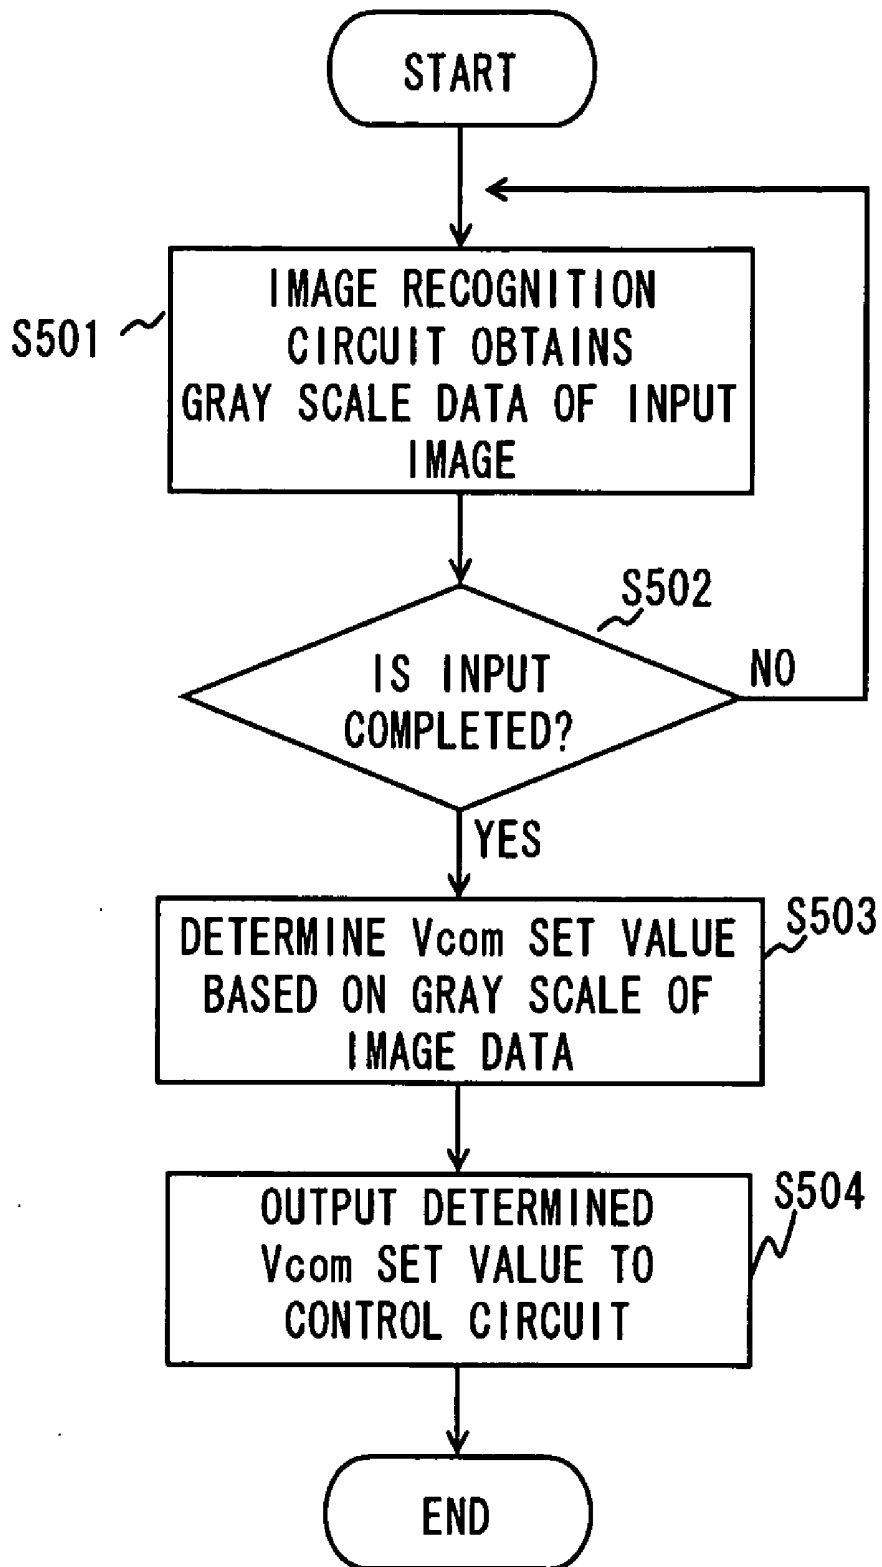 START
IMAGE RECOGNITION
CIRCUIT OBTAINS
GRAY SCALE DATA OF INPUT
IMAGE
S501
S502
IS INPUT
COMPLETED?
NO
YES
DETERMINE Vcom SET VALUE
BASED ON GRAY SCALE OF
IMAGE DATA
S503
OUTPUT DETERMINED
Vcom SET VALUE TO
CONTROL CIRCUIT
S504
END